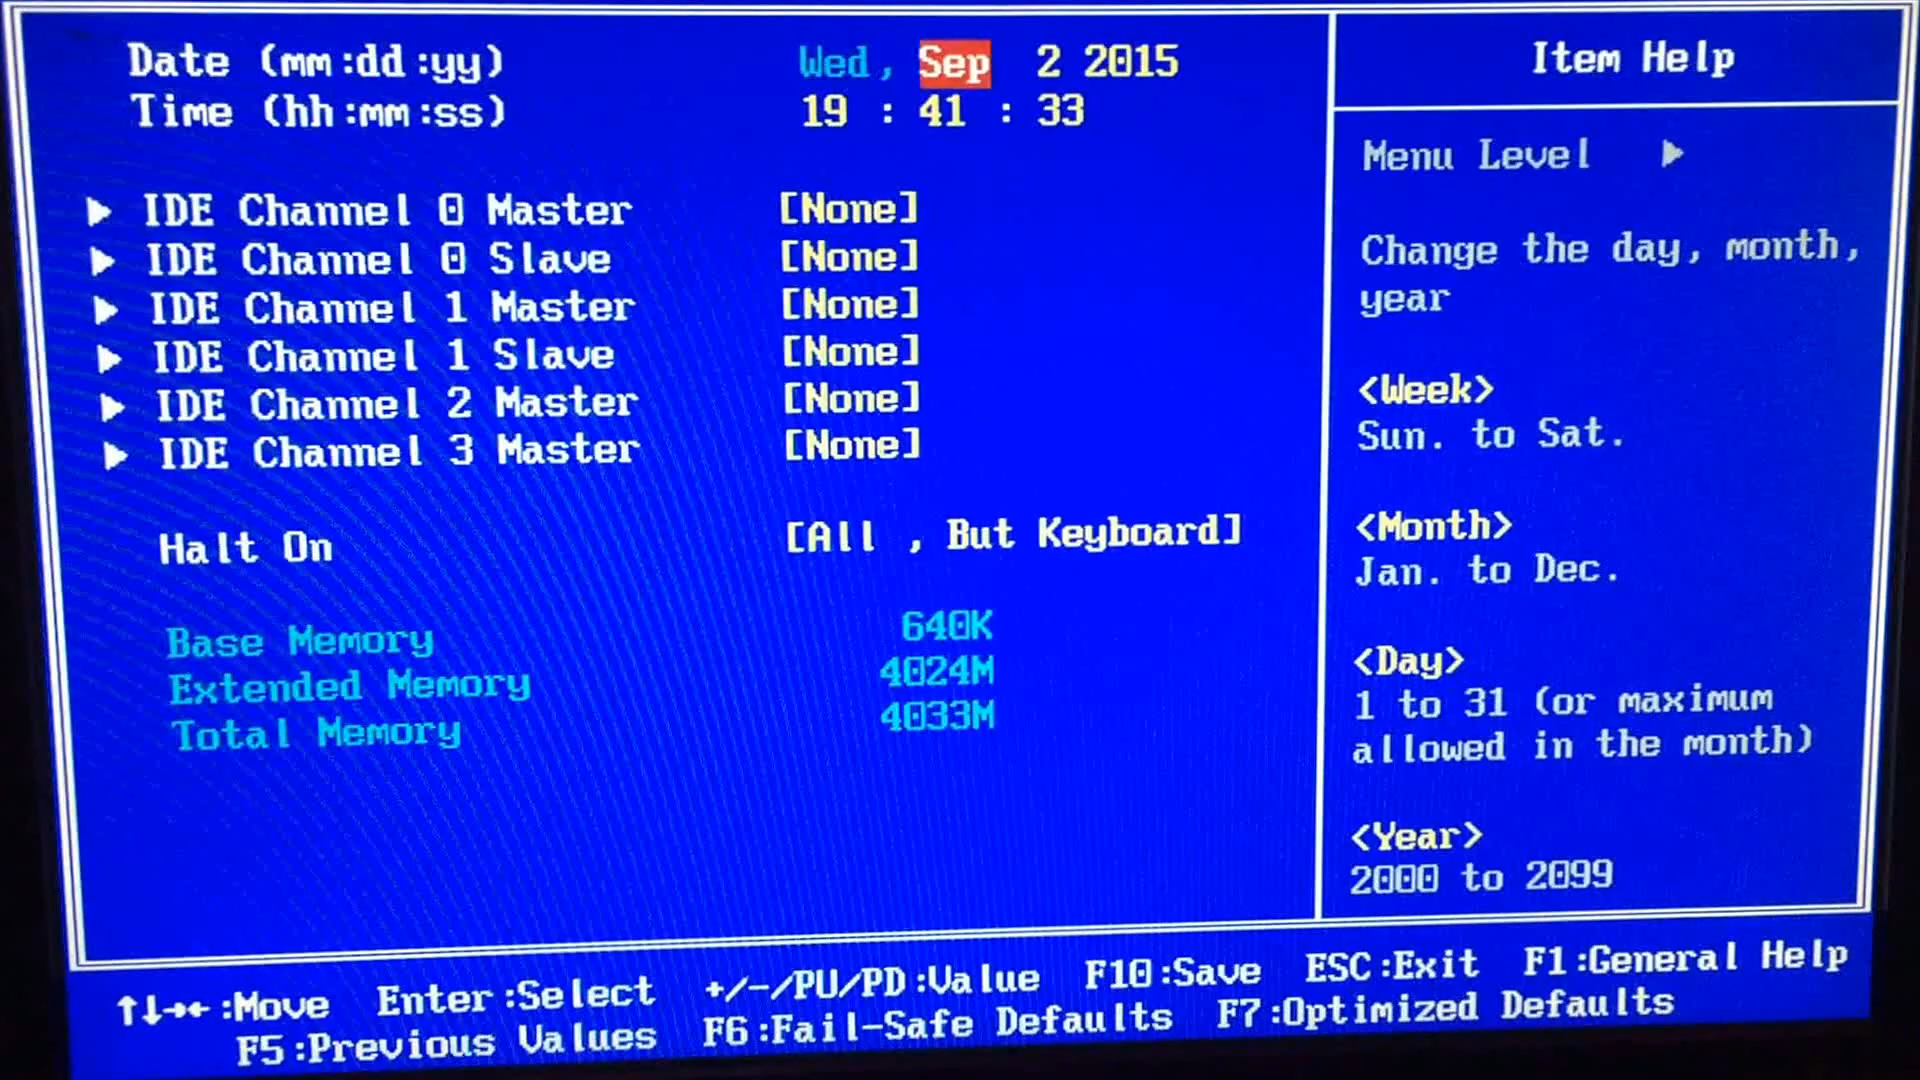 Date (mm:dd:yy) Wed, Sep 2 2015
Time (hh:mm:ss) 19 : 41 : 33
► IDE Channel 0 Master [None]
► IDE Channel 0 Slave [None]
► IDE Channel 1 Master [None]
► IDE Channel 1 Slave [None]
► IDE Channel 2 Master [None]
► IDE Channel 3 Master [None]
Halt On [All , But Keyboard]
Base Memory 640K
Extended Memory 4024M
Total Memory 4033M
Item Help
Menu Level ►
Change the day, month,
year
<Week>
Sun. to Sat.
<Month>
Jan. to Dec.
<Day>
1 to 31 (or maximum
allowed in the month)
<Year>
2000 to 2099
↑↓→←:Move Enter:Select +/-/PU/PD:Value F10:Save ESC:Exit F1:General Help
F5:Previous Values F6:Fail-Safe Defaults F7:Optimized Defaults